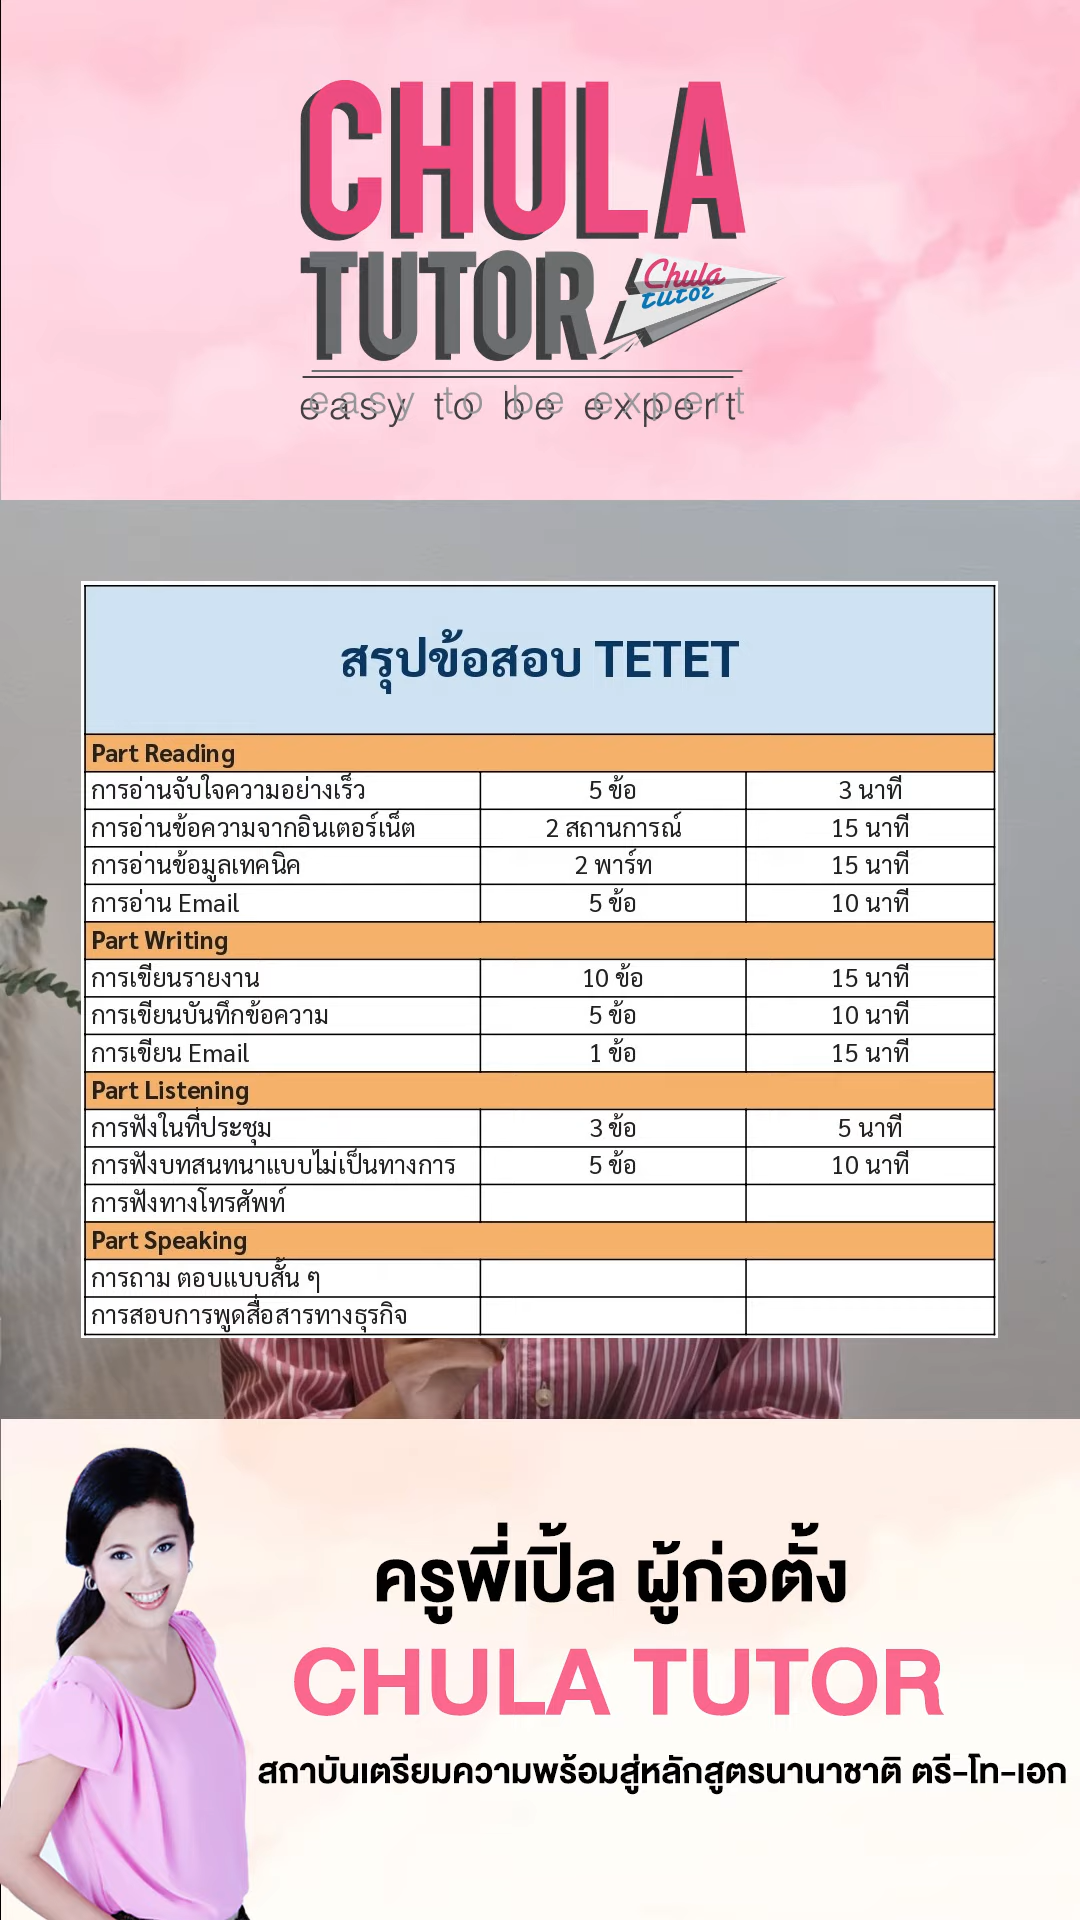 CHULA
TUTOR
Chula
tutor
easy to be expert
สรุปข้อสอบ TETET
Part Reading
การอ่านจับใจความอย่างเร็ว 5 ข้อ 3 นาที
การอ่านข้อความจากอินเตอร์เน็ต 2 สถานการณ์ 15 นาที
การอ่านข้อมูลเทคนิค 2 พาร์ท 15 นาที
การอ่าน Email 5 ข้อ 10 นาที
Part Writing
การเขียนรายงาน 10 ข้อ 15 นาที
การเขียนบันทึกข้อความ 5 ข้อ 10 นาที
การเขียน Email 1 ข้อ 15 นาที
Part Listening
การฟังในที่ประชุม 3 ข้อ 5 นาที
การฟังบทสนทนาแบบไม่เป็นทางการ 5 ข้อ 10 นาที
การฟังทางโทรศัพท์
Part Speaking
การถาม ตอบแบบสั้น ๆ
การสอบการพูดสื่อสารทางธุรกิจ
ครูพี่เปิ้ล ผู้ก่อตั้ง
CHULA TUTOR
สถาบันเตรียมความพร้อมสู่หลักสูตรนานาชาติ ตรี-โท-เอก